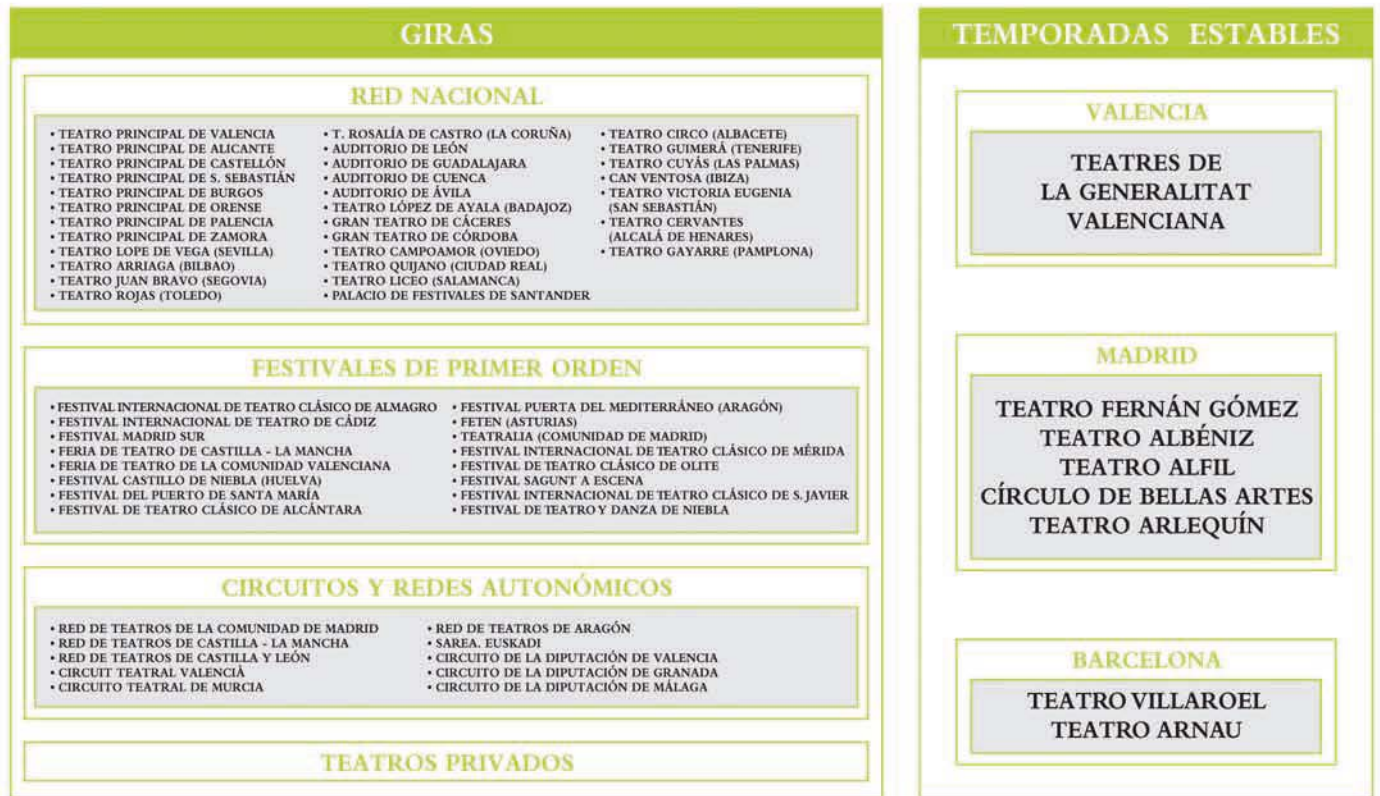 GIRAS
RED NACIONAL
• TEATRO PRINCIPAL DE VALENCIA
• TEATRO PRINCIPAL DE ALICANTE
• TEATRO PRINCIPAL DE CASTELLÓN
• TEATRO PRINCIPAL DE S. SEBASTIÁN
• TEATRO PRINCIPAL DE BURGOS
• TEATRO PRINCIPAL DE ORENSE
• TEATRO PRINCIPAL DE PALENCIA
• TEATRO PRINCIPAL DE ZAMORA
• TEATRO LOPE DE VEGA (SEVILLA)
• TEATRO ARRIAGA (BILBAO)
• TEATRO JUAN BRAVO (SEGOVIA)
• TEATRO ROJAS (TOLEDO)
• T. ROSALÍA DE CASTRO (LA CORUÑA)
• AUDITORIO DE LEÓN
• AUDITORIO DE GUADALAJARA
• AUDITORIO DE CUENCA
• AUDITORIO DE ÁVILA
• TEATRO LÓPEZ DE AYALA (BADAJOZ)
• GRAN TEATRO DE CÁCERES
• GRAN TEATRO DE CÓRDOBA
• TEATRO CAMPOAMOR (OVIEDO)
• TEATRO QUIJANO (CIUDAD REAL)
• TEATRO LICEO (SALAMANCA)
• PALACIO DE FESTIVALES DE SANTANDER
• TEATRO CIRCO (ALBACETE)
• TEATRO GUIMERÁ (TENERIFE)
• TEATRO CUYÁS (LAS PALMAS)
• CAN VENTOSA (IBIZA)
• TEATRO VICTORIA EUGENIA
(SAN SEBASTIÁN)
• TEATRO CERVANTES
(ALCALÁ DE HENARES)
• TEATRO GAYARRE (PAMPLONA)
FESTIVALES DE PRIMER ORDEN
• FESTIVAL INTERNACIONAL DE TEATRO CLÁSICO DE ALMAGRO
• FESTIVAL INTERNACIONAL DE TEATRO DE CÁDIZ
• FESTIVAL MADRID SUR
• FERIA DE TEATRO DE CASTILLA - LA MANCHA
• FERIA DE TEATRO DE LA COMUNIDAD VALENCIANA
• FESTIVAL CASTILLO DE NIEBLA (HUELVA)
• FESTIVAL DEL PUERTO DE SANTA MARÍA
• FESTIVAL DE TEATRO CLÁSICO DE ALCÁNTARA
• FESTIVAL PUERTA DEL MEDITERRÁNEO (ARAGÓN)
• FETEN (ASTURIAS)
• TEATRALIA (COMUNIDAD DE MADRID)
• FESTIVAL INTERNACIONAL DE TEATRO CLÁSICO DE MÉRIDA
• FESTIVAL DE TEATRO CLÁSICO DE OLITE
• FESTIVAL SAGUNT A ESCENA
• FESTIVAL INTERNACIONAL DE TEATRO CLÁSICO DE S. JAVIER
• FESTIVAL DE TEATRO Y DANZA DE NIEBLA
CIRCUITOS Y REDES AUTONÓMICOS
• RED DE TEATROS DE LA COMUNIDAD DE MADRID
• RED DE TEATROS DE CASTILLA - LA MANCHA
• RED DE TEATROS DE CASTILLA Y LEÓN
• CIRCUIT TEATRAL VALENCIÀ
• CIRCUITO TEATRAL DE MURCIA
• RED DE TEATROS DE ARAGÓN
• SAREA. EUSKADI
• CIRCUITO DE LA DIPUTACIÓN DE VALENCIA
• CIRCUITO DE LA DIPUTACIÓN DE GRANADA
• CIRCUITO DE LA DIPUTACIÓN DE MÁLAGA
TEATROS PRIVADOS
TEMPORADAS ESTABLES
VALENCIA
TEATRES DE
LA GENERALITAT
VALENCIANA
MADRID
TEATRO FERNÁN GÓMEZ
TEATRO ALBÉNIZ
TEATRO ALFIL
CÍRCULO DE BELLAS ARTES
TEATRO ARLEQUÍN
BARCELONA
TEATRO VILLAROEL
TEATRO ARNAU